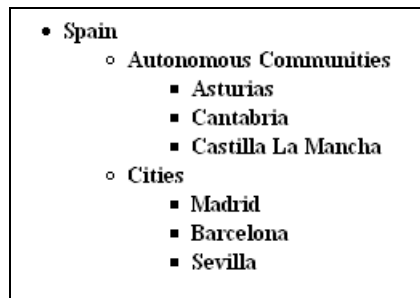 Spain
Autonomous Communities
Asturias
Cantabria
Castilla La Mancha
Cities
Madrid
Barcelona
Sevilla